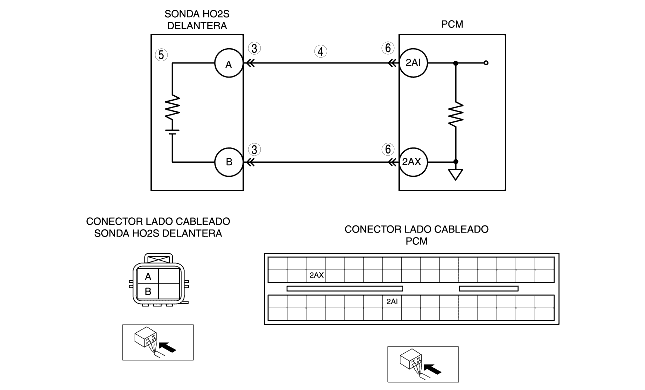 SONDA HO2S
DELANTERA
PCM
5
3
4
6
A
2AI
3
6
B
2AX
CONECTOR LADO CABLEADO
SONDA HO2S DELANTERA
CONECTOR LADO CABLEADO
PCM
A
B
2AX
2AI